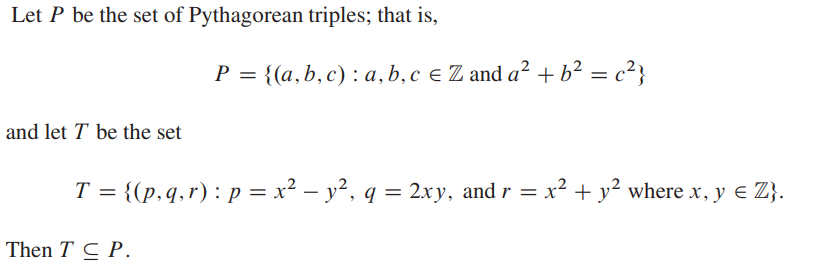 Let P be the set of Pythagorean triples; that is,
P = {(a, b, c) : a, b, c ∈ ℤ and a² + b² = c²}
and let T be the set
T = {(p, q, r) : p = x² − y², q = 2xy, and r = x² + y² where x, y ∈ ℤ}.
Then T ⊆ P.